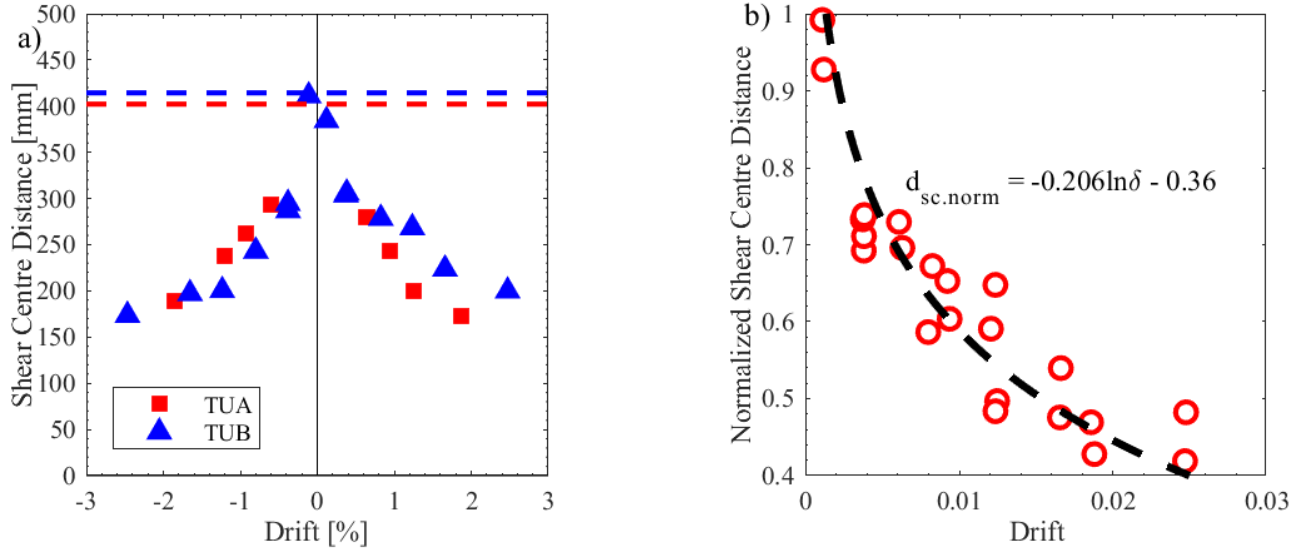 a)
Shear Centre Distance [mm]
500
450
400
350
300
250
200
150
100
50
0
TUA
TUB
-3 -2 -1 0 1 2 3
Drift [%]
b)
Normalized Shear Centre Distance
1
0.9
0.8
0.7
0.6
0.5
0.4
d sc.norm = -0.206lnδ - 0.36
0 0.01 0.02 0.03
Drift